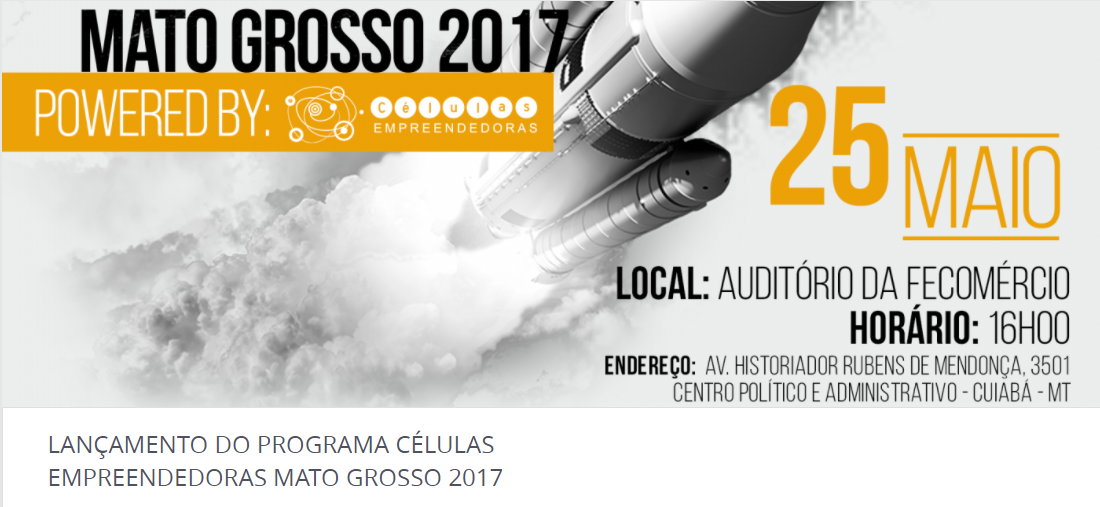 MATO GROSSO 2017
POWERED BY: Células
EMPREENDEDORAS
25
MAIO
LOCAL: AUDITÓRIO DA FECOMÉRCIO
HORÁRIO: 16H00
ENDEREÇO: AV. HISTORIADOR RUBENS DE MENDONÇA, 3501
CENTRO POLÍTICO E ADMINISTRATIVO - CUIABÁ - MT
LANÇAMENTO DO PROGRAMA CÉLULAS
EMPREENDEDORAS MATO GROSSO 2017